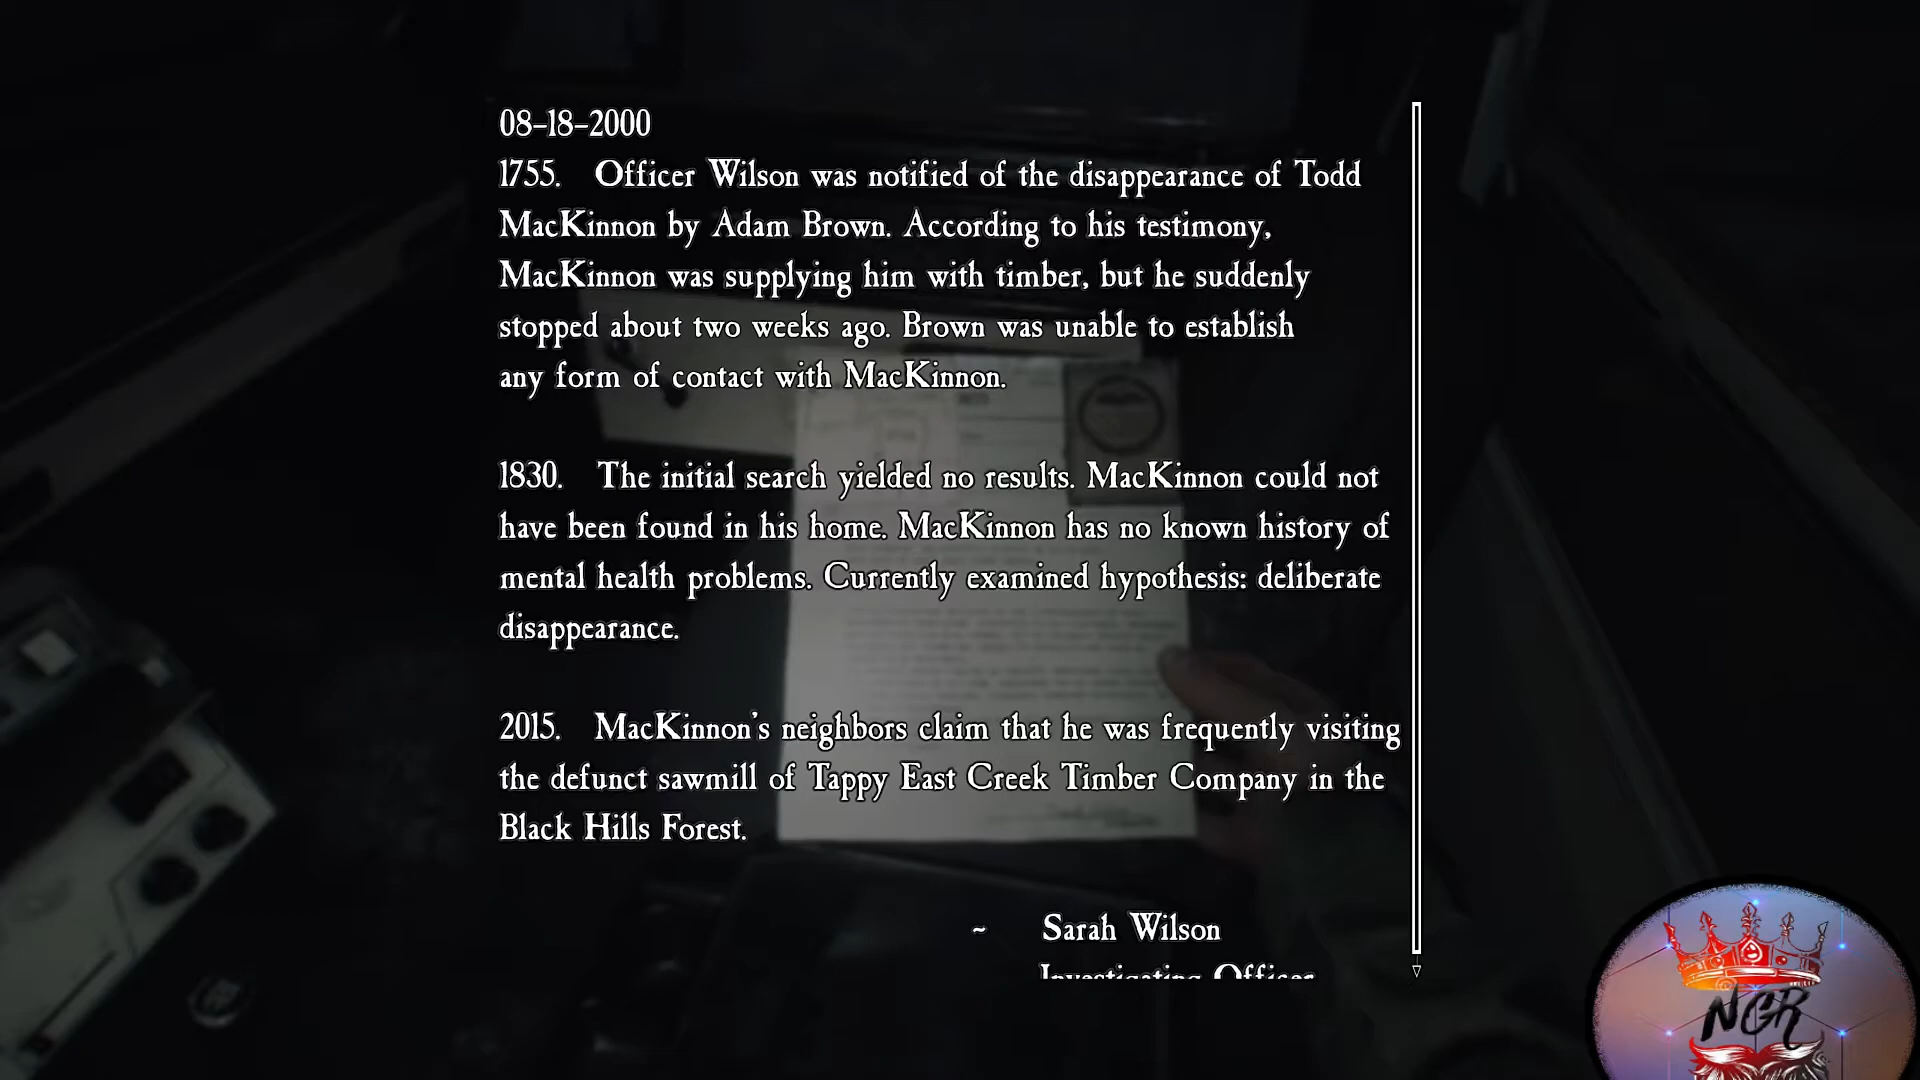 08-18-2000
1755. Officer Wilson was notified of the disappearance of Todd
MacKinnon by Adam Brown. According to his testimony,
MacKinnon was supplying him with timber, but he suddenly
stopped about two weeks ago. Brown was unable to establish
any form of contact with MacKinnon.
1830. The initial search yielded no results. MacKinnon could not
have been found in his home. MacKinnon has no known history of
mental health problems. Currently examined hypothesis: deliberate
disappearance.
2015. MacKinnon's neighbors claim that he was frequently visiting
the defunct sawmill of Tappy East Creek Timber Company in the
Black Hills Forest.
~ Sarah Wilson
Investigating Officer
NGR